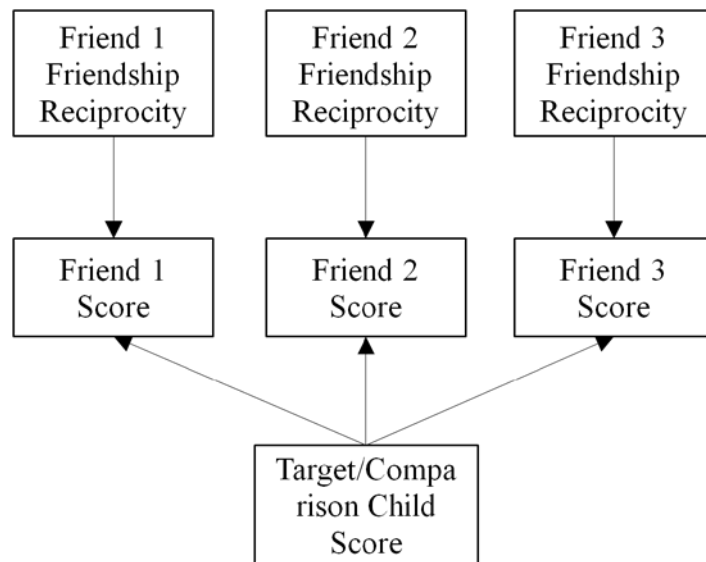 Friend 1
Friendship
Reciprocity
Friend 2
Friendship
Reciprocity
Friend 3
Friendship
Reciprocity
Friend 1
Score
Friend 2
Score
Friend 3
Score
Target/Compa
rison Child
Score